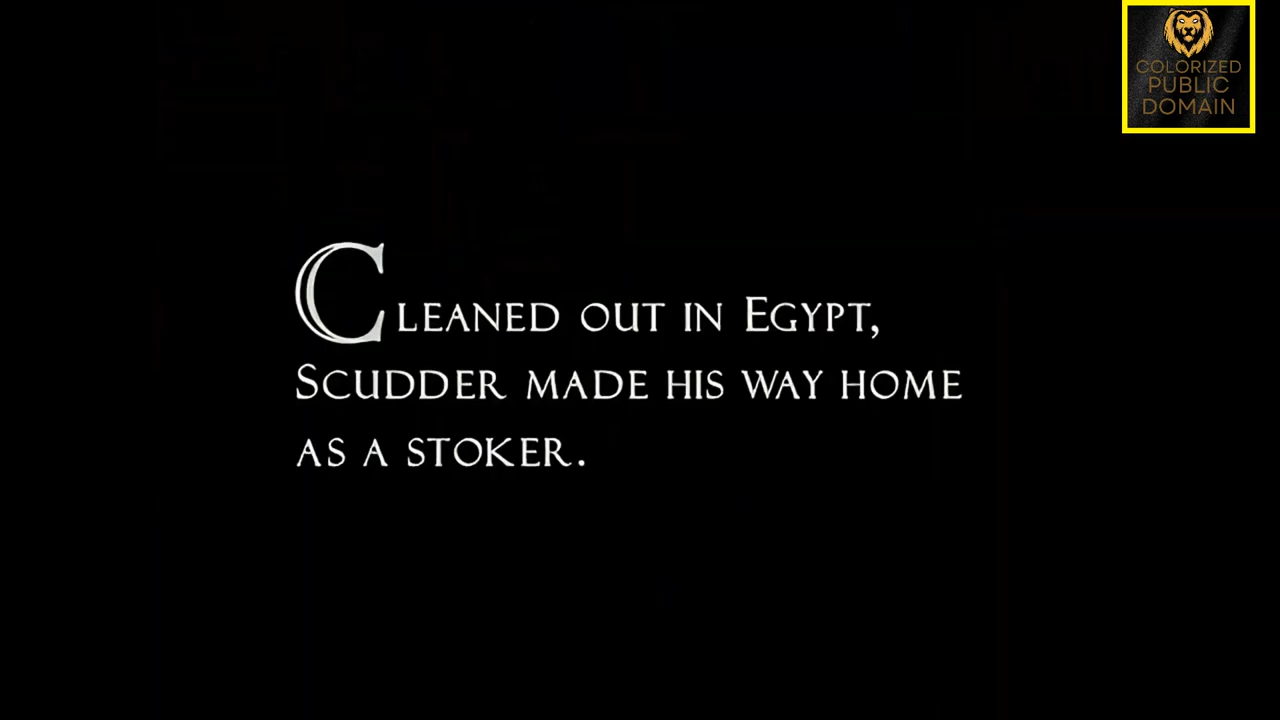 COLORIZED
PUBLIC
DOMAIN
CLEANED OUT IN EGYPT,
SCUDDER MADE HIS WAY HOME
AS A STOKER.